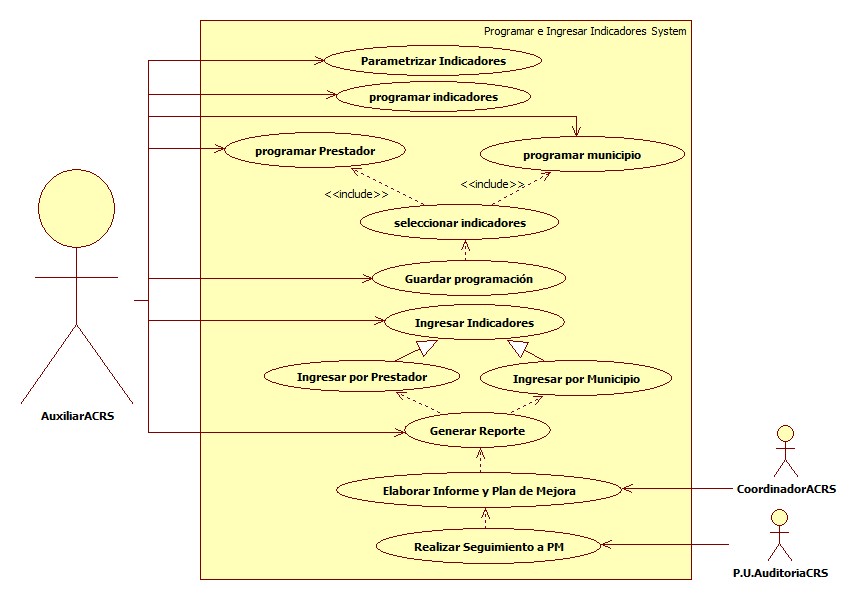 Programar e Ingresar Indicadores System
Parametrizar Indicadores
programar indicadores
programar Prestador
programar municipio
<<include>>
<<include>>
seleccionar indicadores
Guardar programación
Ingresar Indicadores
Ingresar por Prestador
Ingresar por Municipio
AuxiliarACRS
Generar Reporte
Elaborar Informe y Plan de Mejora
CoordinadorACRS
Realizar Seguimiento a PM
P.U.AuditoriaCRS